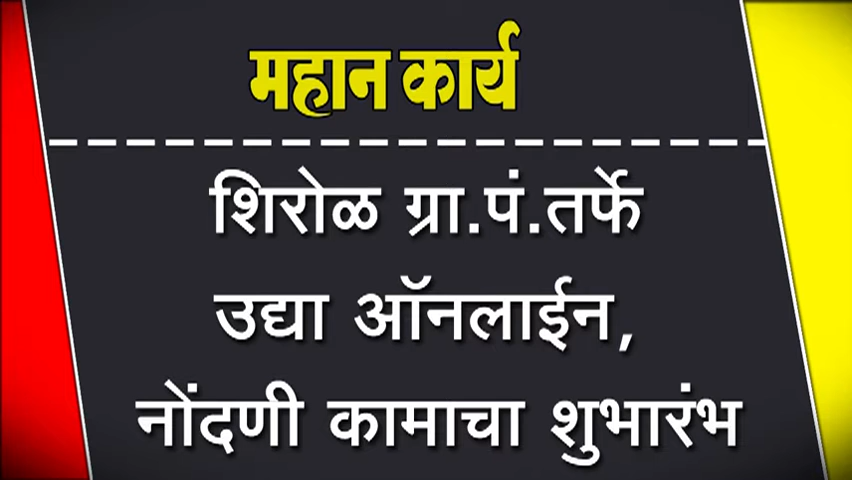 महान कार्य
शिरोळ ग्रा.पं.तर्फे
उद्या ऑनलाईन,
नोंदणी कामाचा शुभारंभ